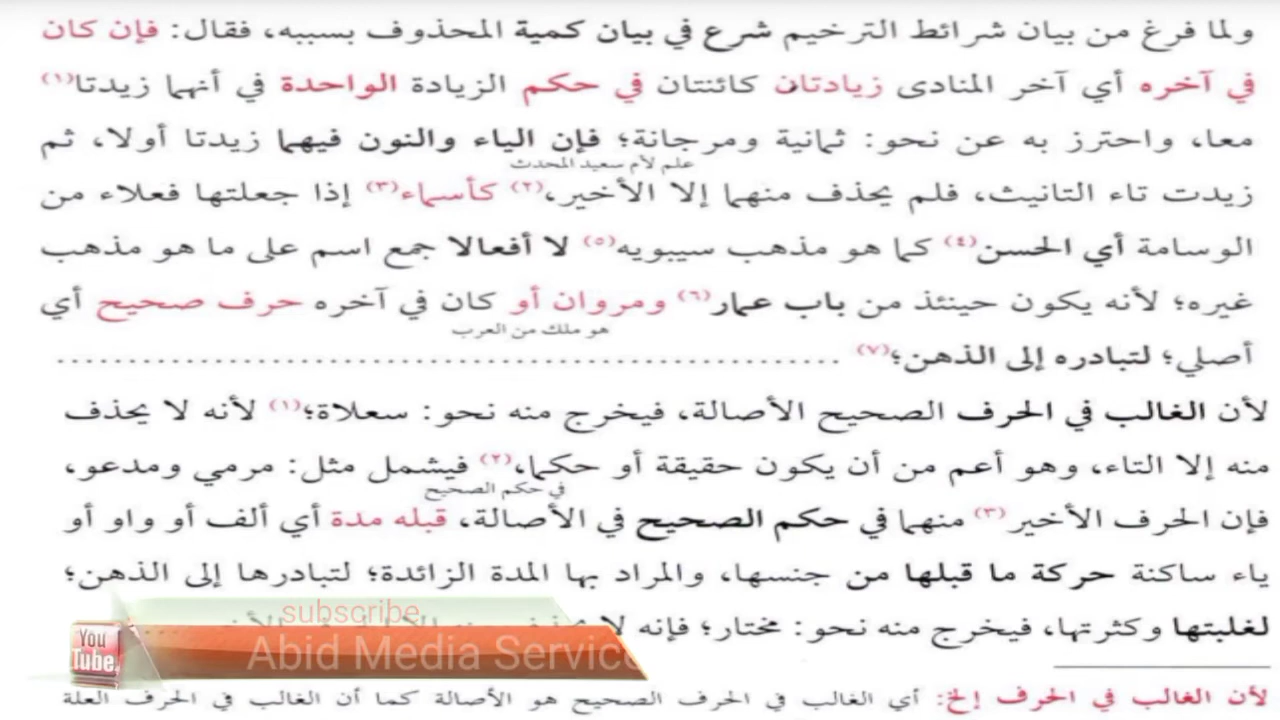 ولما فرغ من بيان شرائط الترخيم شرع في بيان كمية المحذوف بسببه، فقال: فإن كان
في آخره أي آخر المنادى زيادتان كائنتان في حكم الزيادة الواحدة في أنهما زيدتا(١)
معا، واحترز به عن نحو: ثمانية ومرجانة؛ فإن الياء والنون فيهما زيدتا أولا، ثم
علم لأم سعيد المحدث
زيدت تاء التانيث، فلم يحذف منهما إلا الأخير،(٢) كأسماء(٣) إذا جعلتها فعلاء من
الوسامة أي الحسن(٤) كما هو مذهب سيبويه(٥) لا أفعالا جمع اسم على ما هو مذهب
غيره؛ لأنه يكون حينئذ من باب عمار(٦) ومروان أو كان في آخره حرف صحيح أي
هو ملك من العرب
أصلي؛ لتبادره إلى الذهن؛(٧) ............................................................
لأن الغالب في الحرف الصحيح الأصالة، فيخرج منه نحو: سعلاة؛(١) لأنه لا يحذف
منه إلا التاء، وهو أعم من أن يكون حقيقة أو حكما،(٢) فيشمل مثل: مرمي ومدعو،
في حكم الصحيح
فإن الحرف الأخير(٣) منهما في حكم الصحيح في الأصالة، قبله مدة أي ألف أو واو أو
ياء ساكنة حركة ما قبلها من جنسها، والمراد بها المدة الزائدة؛ لتبادرها إلى الذهن؛
لغلبتها وكثرتها، فيخرج منه نحو: مختار؛ فإنه لا
subscribe
You Tube
Abid Media Service
لأن الغالب في الحرف إلخ: أي الغالب في الحرف الصحيح هو الأصالة كما أن الغالب في الحرف العلة